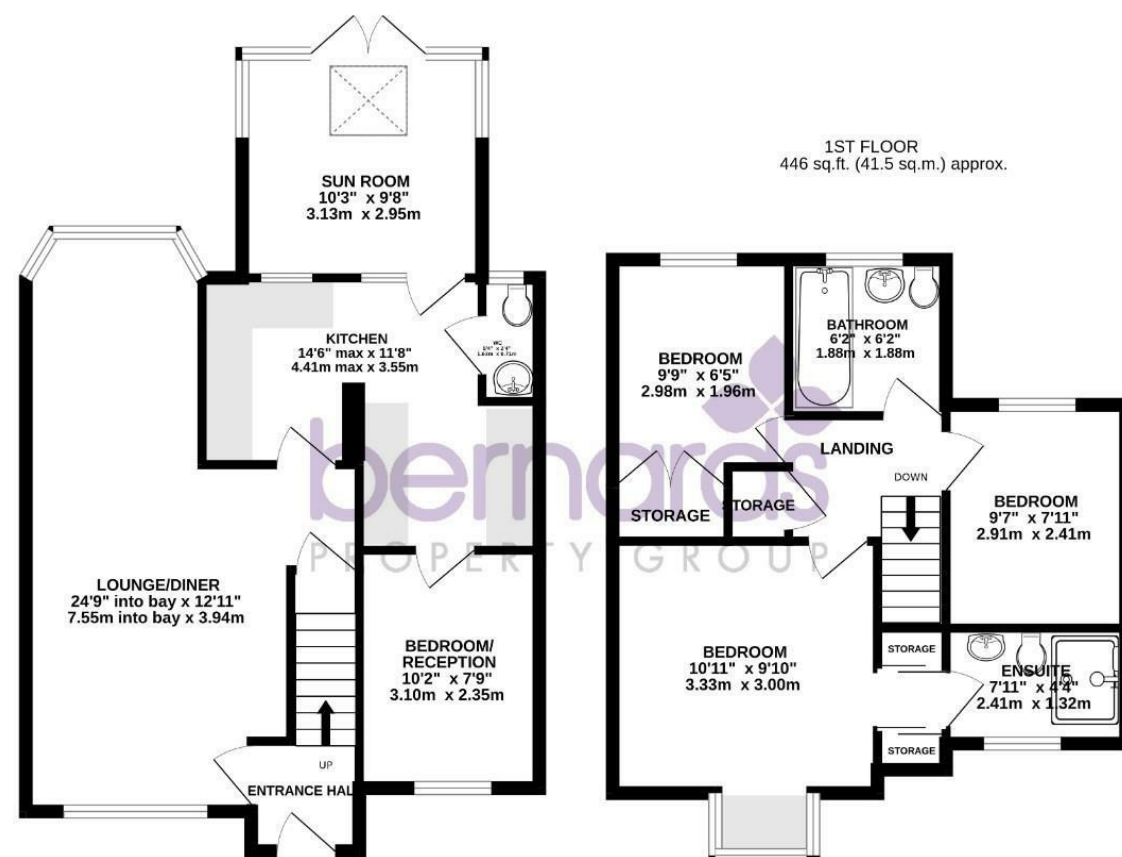 1ST FLOOR
446 sq.ft. (41.5 sq.m.) approx.
SUN ROOM
10'3" x 9'8"
3.13m x 2.95m
KITCHEN
14'6" max x 11'8"
4.41m max x 3.55m
WC
LOUNGE/DINER
24'9" into bay x 12'11"
7.55m into bay x 3.94m
BEDROOM/
RECEPTION
10'2" x 7'9"
3.10m x 2.35m
UP
ENTRANCE HAL
BEDROOM
9'9" x 6'5"
2.98m x 1.96m
BATHROOM
6'2" x 6'2"
1.88m x 1.88m
LANDING
DOWN
STORAGE
STORAGE
BEDROOM
9'7" x 7'11"
2.91m x 2.41m
BEDROOM
10'11" x 9'10"
3.33m x 3.00m
STORAGE
ENSUITE
7'11" x 4'4"
2.41m x 1.32m
STORAGE
bernards
PROPERTY GROUP